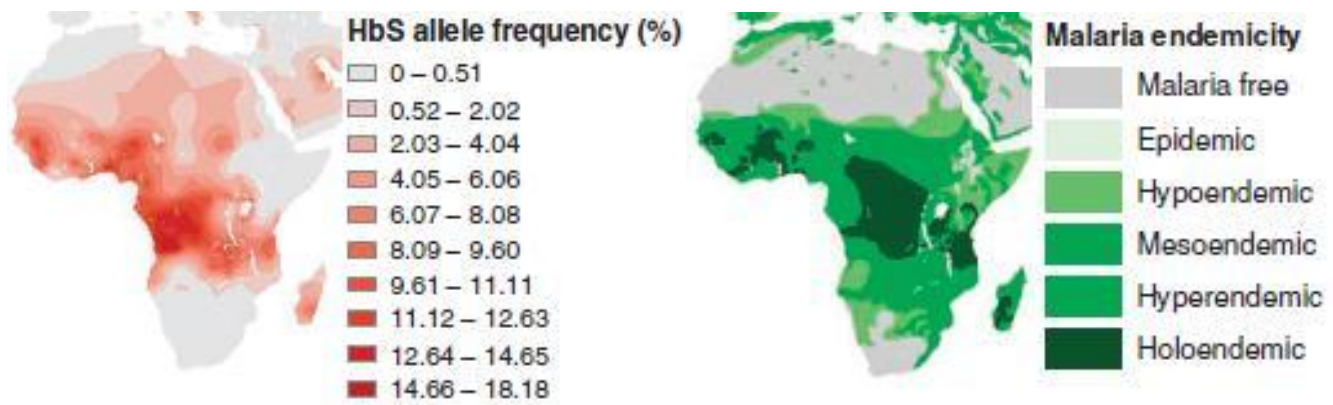 HbS allele frequency (%)
0 – 0.51
0.52 – 2.02
2.03 – 4.04
4.05 – 6.06
6.07 – 8.08
8.09 – 9.60
9.61 – 11.11
11.12 – 12.63
12.64 – 14.65
14.66 – 18.18
Malaria endemicity
Malaria free
Epidemic
Hypoendemic
Mesoendemic
Hyperendemic
Holoendemic